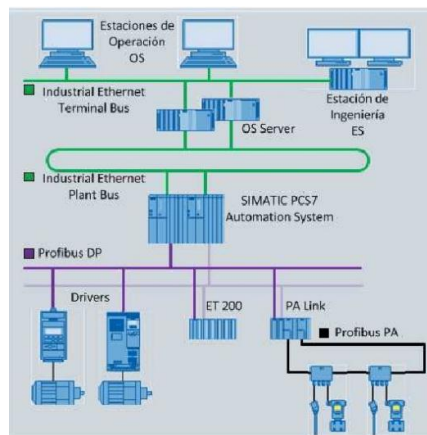 Estaciones de
Operación
OS
Industrial Ethernet
Terminal Bus
OS Server
Estación de
Ingeniería
ES
Industrial Ethernet
Plant Bus
SIMATIC PCS7
Automation System
Profibus DP
Drivers
ET 200
PA Link
Profibus PA